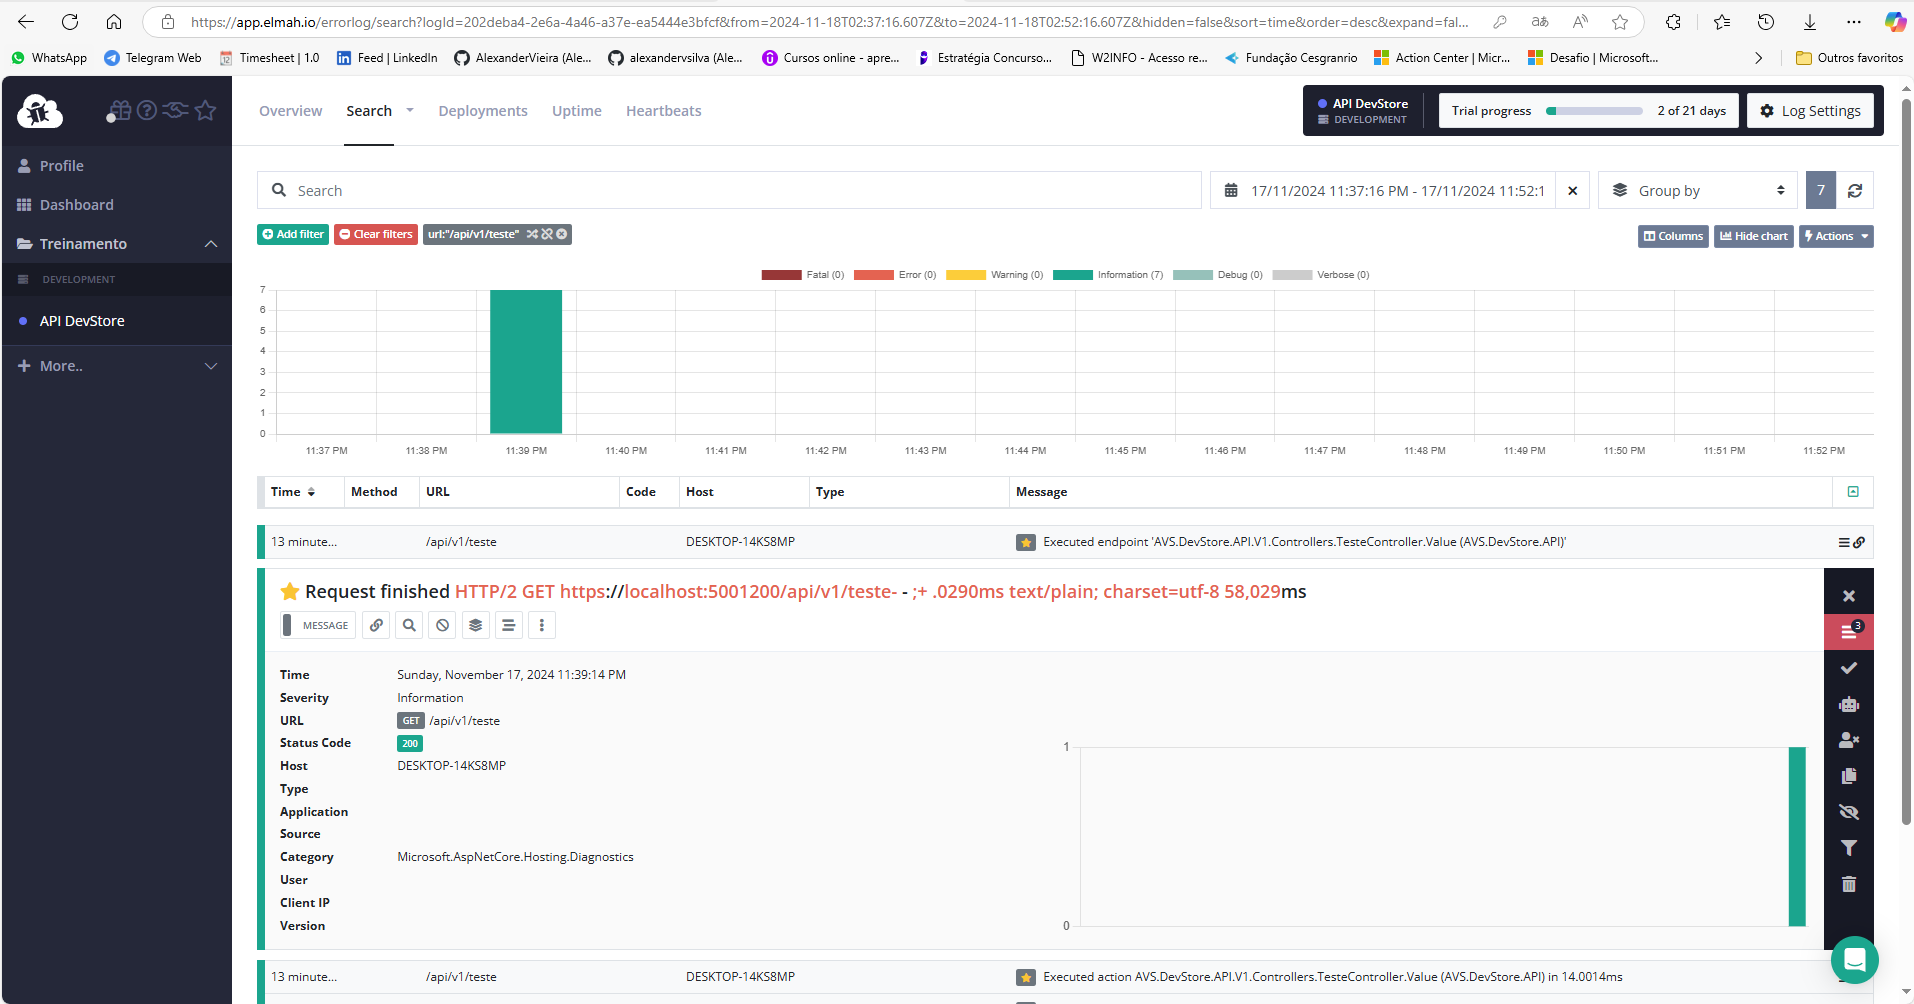 https://app.elmah.io/errorlog/search?logId=202deba4-2e6a-4a46-a37e-ea5444e3bfcf&from=2024-11-18T02:37:16.607Z&to=2024-11-18T02:52:16.607Z&hidden=false&sort=time&order=desc&expand=fal...
WhatsApp
Telegram Web
Timesheet | 1.0
Feed | LinkedIn
AlexanderVieira (Ale...
alexandervsilva (Ale...
Cursos online - apre...
Estratégia Concurso...
W2INFO - Acesso re...
Fundação Cesgranrio
Action Center | Micr...
Desafio | Microsoft...
Outros favoritos
Overview
Search
Deployments
Uptime
Heartbeats
API DevStore
DEVELOPMENT
Trial progress
2 of 21 days
Log Settings
Profile
Dashboard
Treinamento
DEVELOPMENT
API DevStore
More..
Search
17/11/2024 11:37:16 PM - 17/11/2024 11:52:1
Group by
7
Add filter
Clear filters
url:"/api/v1/teste"
Columns
Hide chart
Actions
Fatal (0)
Error (0)
Warning (0)
Information (7)
Debug (0)
Verbose (0)
7
6
5
4
3
2
1
0
11:37 PM
11:38 PM
11:39 PM
11:40 PM
11:41 PM
11:42 PM
11:43 PM
11:44 PM
11:45 PM
11:46 PM
11:47 PM
11:48 PM
11:49 PM
11:50 PM
11:51 PM
11:52 PM
Time
Method
URL
Code
Host
Type
Message
13 minute...
/api/v1/teste
DESKTOP-14KS8MP
Executed endpoint 'AVS.DevStore.API.V1.Controllers.TesteController.Value (AVS.DevStore.API)'
Request finished HTTP/2 GET https://localhost:5001200/api/v1/teste- - ;+ .0290ms text/plain; charset=utf-8 58,029ms
MESSAGE
3
Time Sunday, November 17, 2024 11:39:14 PM
Severity Information
URL GET /api/v1/teste
Status Code 200
Host DESKTOP-14KS8MP
Type
Application
Source
Category Microsoft.AspNetCore.Hosting.Diagnostics
User
Client IP
Version
1
0
13 minute...
/api/v1/teste
DESKTOP-14KS8MP
Executed action AVS.DevStore.API.V1.Controllers.TesteController.Value (AVS.DevStore.API) in 14.0014ms